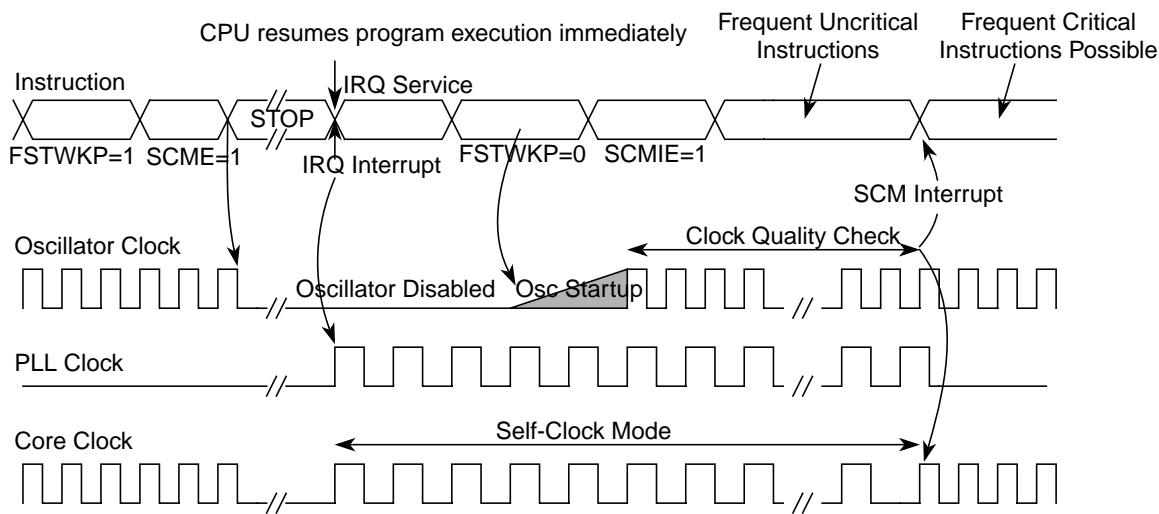 CPU resumes program execution immediately
Frequent Uncritical
Instructions
Frequent Critical
Instructions Possible
Instruction
IRQ Service
STOP
FSTWKP=1
SCME=1
IRQ Interrupt
FSTWKP=0
SCMIE=1
SCM Interrupt
Oscillator Clock
Clock Quality Check
Oscillator Disabled
Osc Startup
PLL Clock
Core Clock
Self-Clock Mode